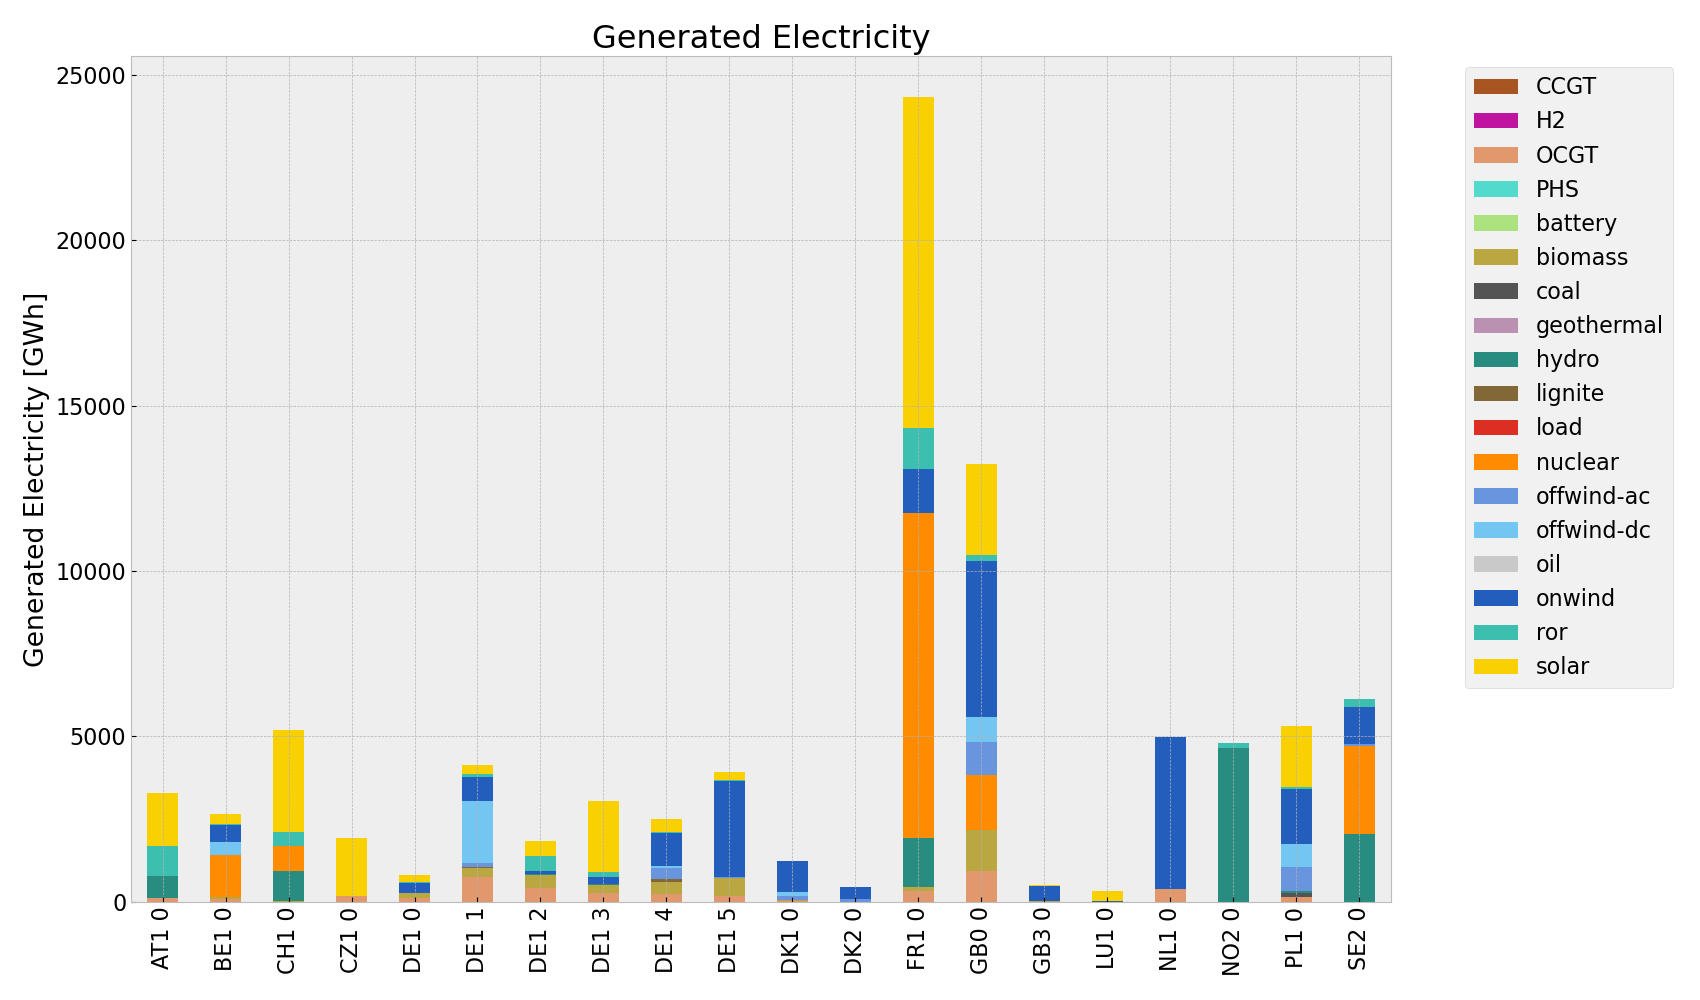 Generated Electricity
Generated Electricity [GWh]
25000
20000
15000
10000
5000
0
AT1 0
BE1 0
CH1 0
CZ1 0
DE1 0
DE1 1
DE1 2
DE1 3
DE1 4
DE1 5
DK1 0
DK2 0
FR1 0
GB0 0
GB3 0
LU1 0
NL1 0
NO2 0
PL1 0
SE2 0
CCGT
H2
OCGT
PHS
battery
biomass
coal
geothermal
hydro
lignite
load
nuclear
offwind-ac
offwind-dc
oil
onwind
ror
solar